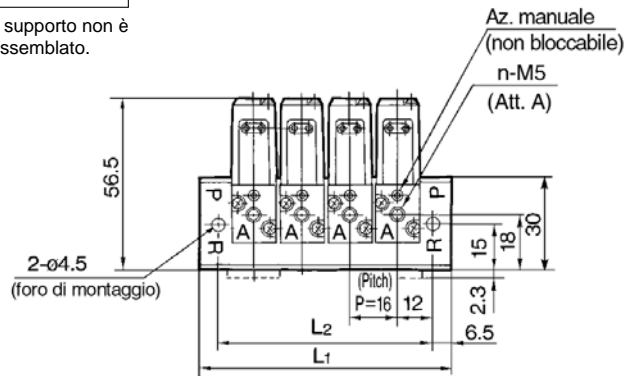 supporto non è
ssemblato.
Az. manuale
(non bloccabile)
n-M5
(Att. A)
56.5
P
P
A
A
A
A
R
R
30
15
18
2-ø4.5
(foro di montaggio)
(Pitch)
P=16
12
2.3
6.5
L2
L1